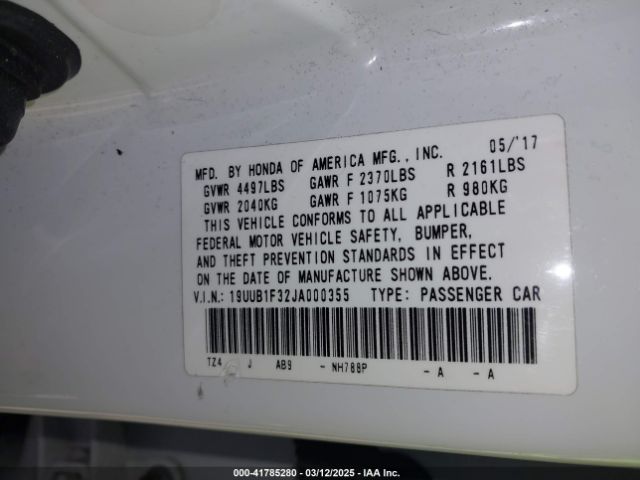 MFD. BY HONDA OF AMERICA MFG., INC. 05/'17
GVWR 4497LBS GAWR F 2370LBS R 2161LBS
GVWR 2040KG GAWR F 1075KG R 980KG
THIS VEHICLE CONFORMS TO ALL APPLICABLE
FEDERAL MOTOR VEHICLE SAFETY, BUMPER,
AND THEFT PREVENTION STANDARDS IN EFFECT
ON THE DATE OF MANUFACTURE SHOWN ABOVE.
V.I.N.: 19UUB1F32JA000355 TYPE: PASSENGER CAR
TZ4 J AB9 - NH788P - A - A
000-41785280 - 03/12/2025 - IAA Inc.